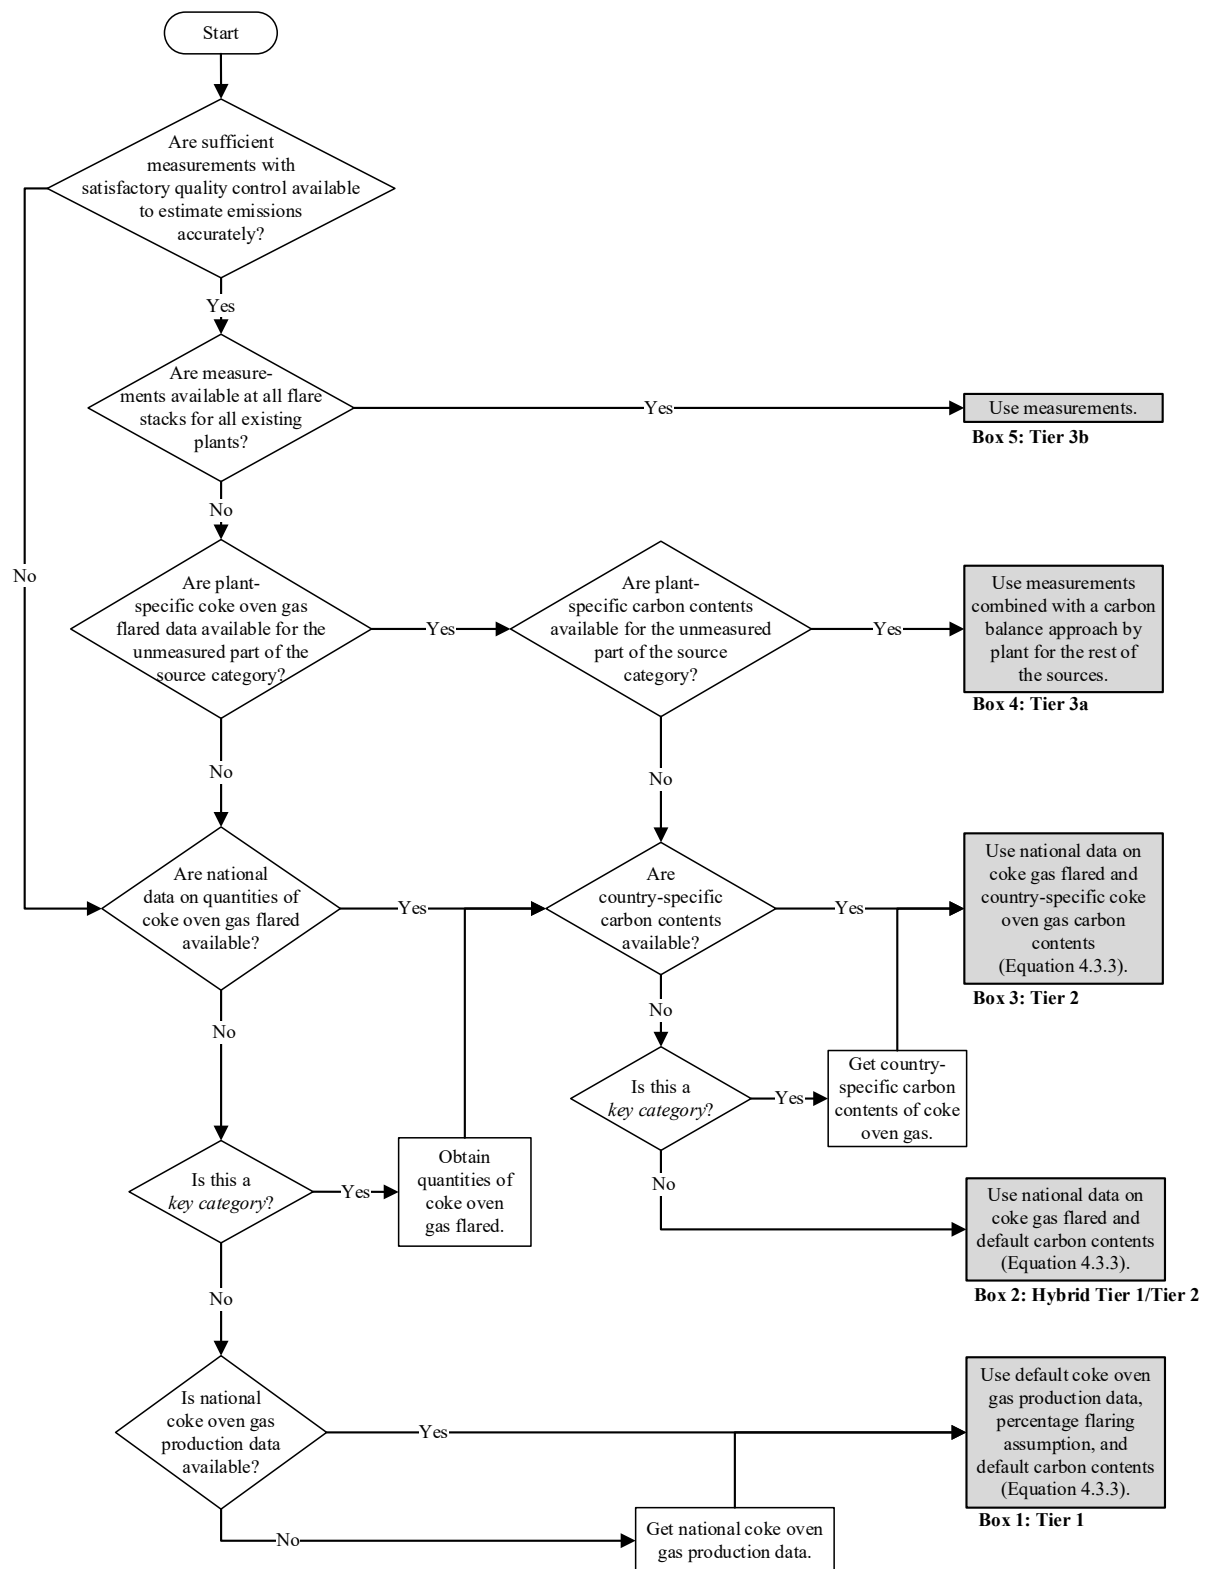 Start
Are sufficient
measurements with
satisfactory quality control available
to estimate emissions
accurately?
Yes
Are measure-
ments available at all flare
stacks for all existing
plants?
Yes
Use measurements.
Box 5: Tier 3b
No
No
Are plant-
specific coke oven gas
flared data available for the
unmeasured part of the
source category?
Yes
Are plant-
specific carbon contents
available for the unmeasured
part of the source
category?
Yes
Use measurements
combined with a carbon
balance approach by
plant for the rest of
the sources.
Box 4: Tier 3a
No
No
Are national
data on quantities of
coke oven gas flared
available?
Yes
Are
country-specific
carbon contents
available?
Yes
Use national data on
coke gas flared and
country-specific coke
oven gas carbon
contents
(Equation 4.3.3).
Box 3: Tier 2
No
No
Is this a
key category?
Yes
Get country-
specific carbon
contents of coke
oven gas.
Is this a
key category?
Yes
Obtain
quantities of
coke oven
gas flared.
No
Use national data on
coke gas flared and
default carbon contents
(Equation 4.3.3).
Box 2: Hybrid Tier 1/Tier 2
No
Is national
coke oven gas
production data
available?
Yes
Use default coke oven
gas production data,
percentage flaring
assumption, and
default carbon contents
(Equation 4.3.3).
Box 1: Tier 1
No
Get national coke oven
gas production data.